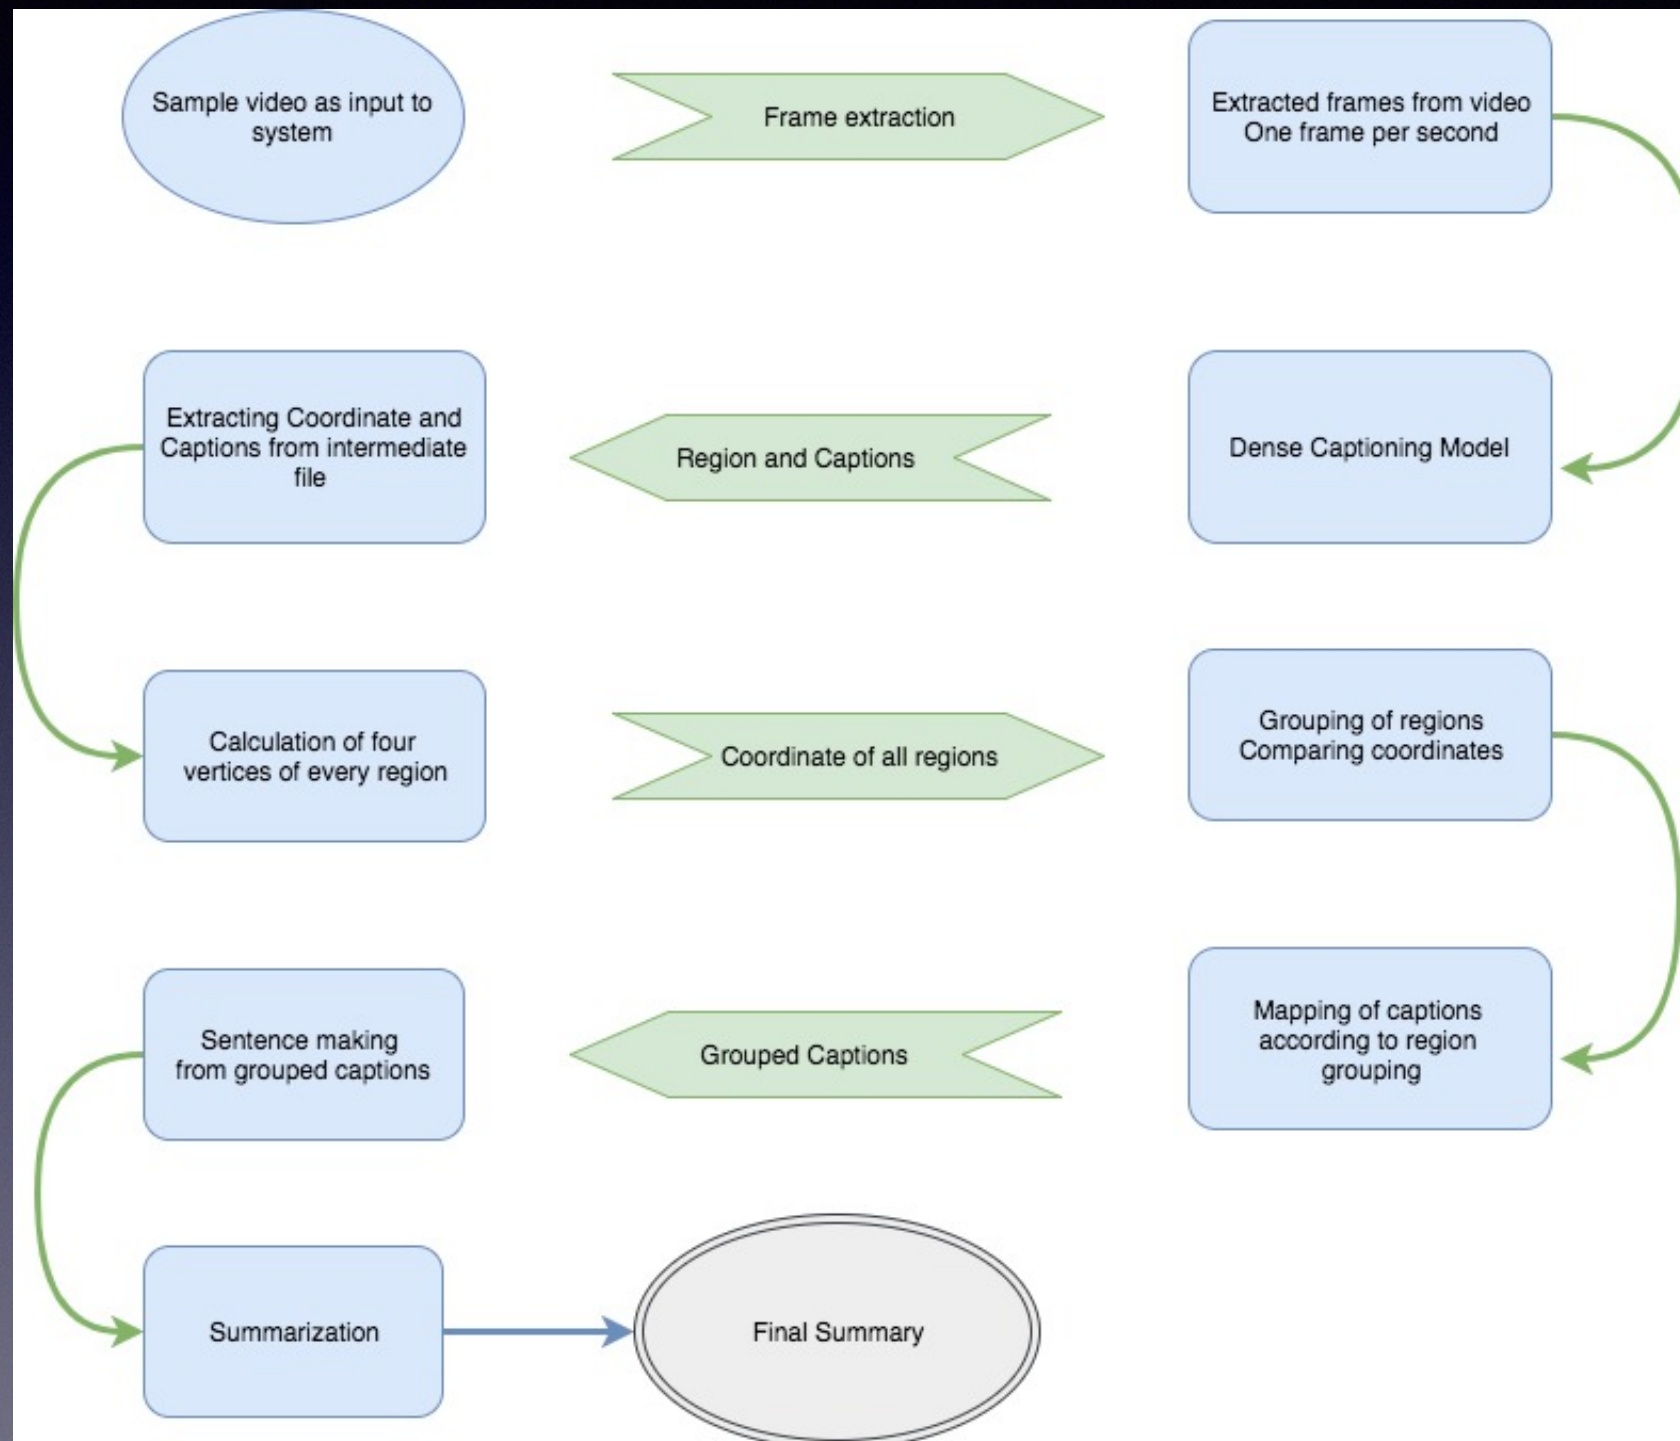 Sample video as input to
system
Frame extraction
Extracted frames from video
One frame per second
Dense Captioning Model
Region and Captions
Extracting Coordinate and
Captions from intermediate
file
Calculation of four
vertices of every region
Coordinate of all regions
Grouping of regions
Comparing coordinates
Mapping of captions
according to region
grouping
Grouped Captions
Sentence making
from grouped captions
Summarization
Final Summary